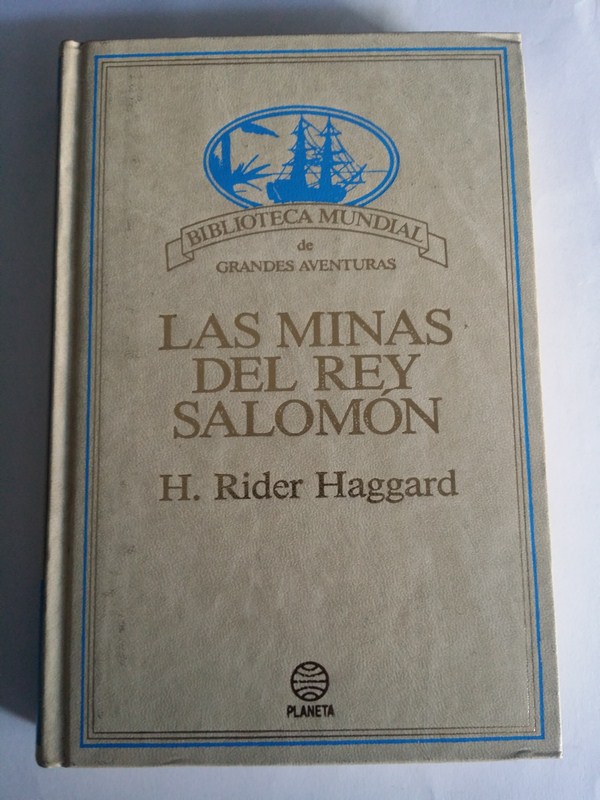 BIBLIOTECA MUNDIAL
de
GRANDES AVENTURAS
LAS MINAS
DEL REY
SALOMÓN
H. Rider Haggard
PLANETA